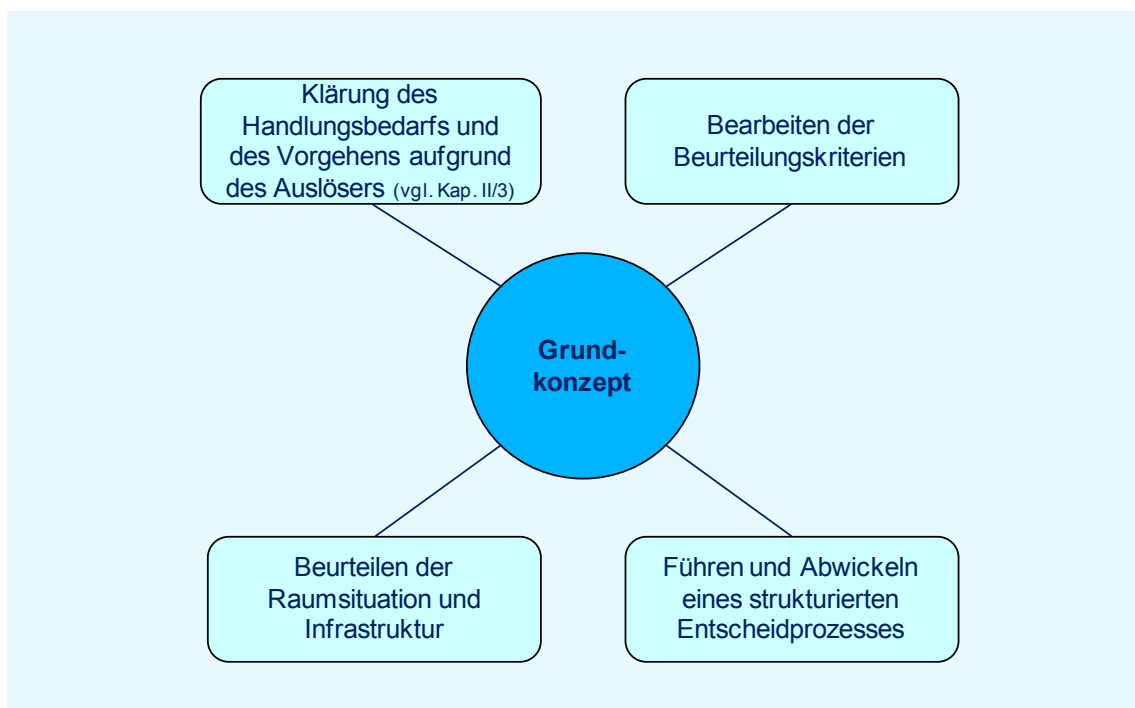 Klärung des
Handlungsbedarfs und
des Vorgehens aufgrund
des Auslösers (vgl. Kap. II/3)
Bearbeiten der
Beurteilungskriterien
Grund-
konzept
Beurteilen der
Raumsituation und
Infrastruktur
Führen und Abwickeln
eines strukturierten
Entscheidprozesses